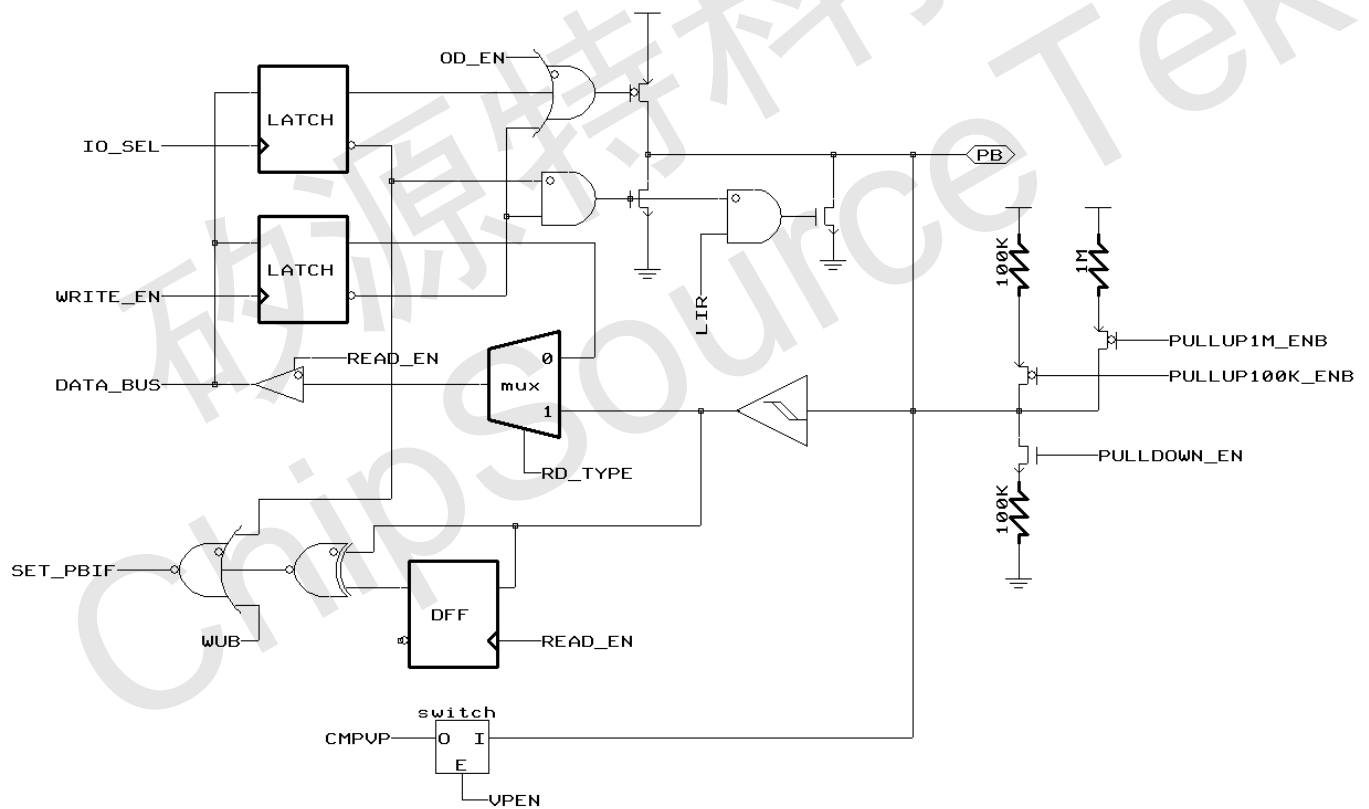 OD_EN
LATCH
IO_SEL
PB
LATCH
WRITE_EN
LIR
100K
1M
READ_EN
PULLUP1M_ENB
DATA_BUS
mux
0
1
PULLUP100K_ENB
RD_TYPE
PULLDOWN_EN
100K
SET_PBIF
DFF
WUB
READ_EN
switch
CMPVP
O I
E
VPEN
矽源特科
ChipSourceTek